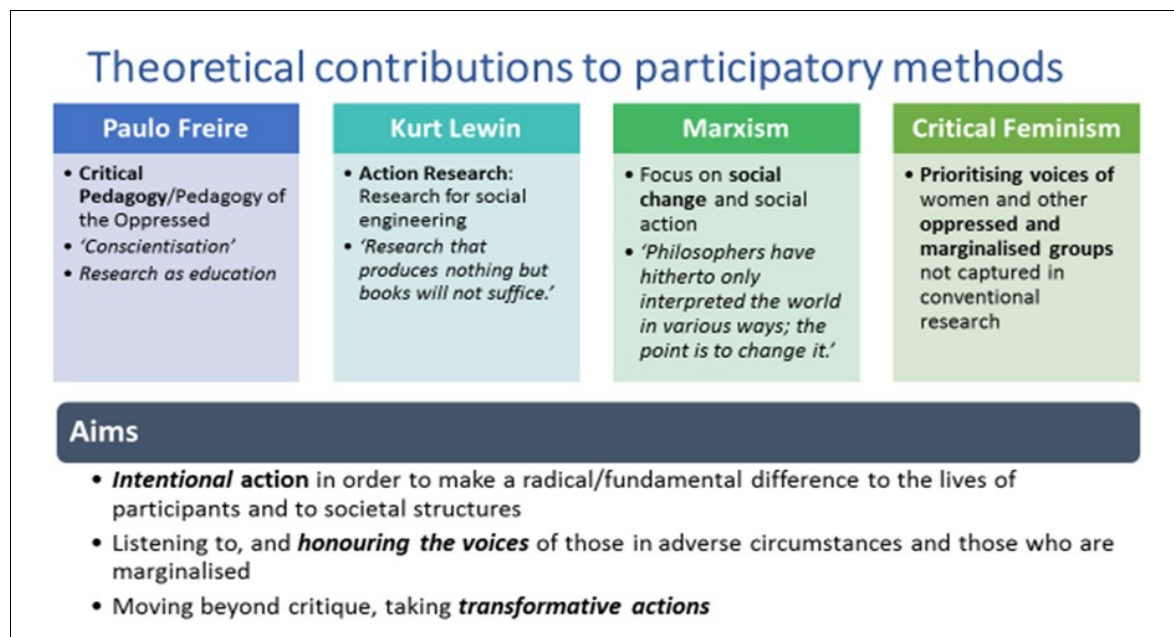 Theoretical contributions to participatory methods
Paulo Freire
• Critical
Pedagogy/Pedagogy of
the Oppressed
• ‘Conscientisation’
• Research as education
Kurt Lewin
• Action Research:
Research for social
engineering
• ‘Research that
produces nothing but
books will not suffice.’
Marxism
• Focus on social
change and social
action
• ‘Philosophers have
hitherto only
interpreted the world
in various ways; the
point is to change it.’
Critical Feminism
• Prioritising voices of
women and other
oppressed and
marginalised groups
not captured in
conventional
research
Aims
• Intentional action in order to make a radical/fundamental difference to the lives of
participants and to societal structures
• Listening to, and honouring the voices of those in adverse circumstances and those who are
marginalised
• Moving beyond critique, taking transformative actions